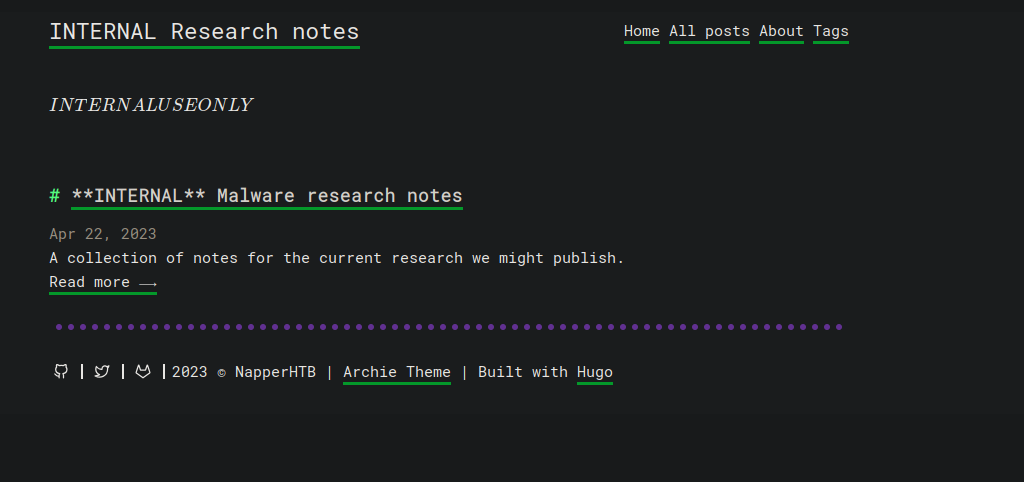 INTERNAL Research notes
Home All posts About Tags
INTERNALUSEONLY
# **INTERNAL** Malware research notes
Apr 22, 2023
A collection of notes for the current research we might publish.
Read more ⟶
| | | 2023 © NapperHTB | Archie Theme | Built with Hugo